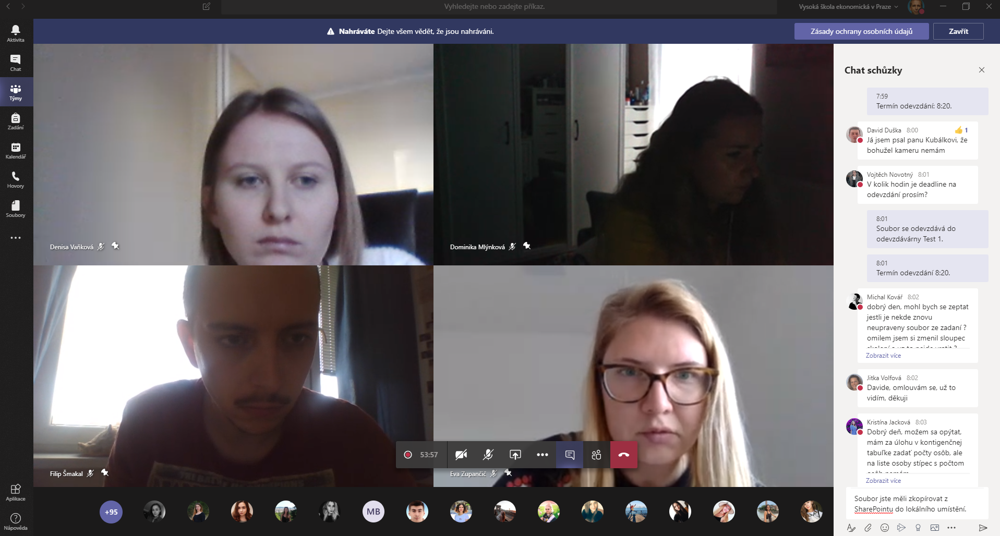 Vyhledejte nebo zadejte příkaz.
Vysoká škola ekonomická v Praze
Nahráváte Dejte všem vědět, že jsou nahráváni.
Zásady ochrany osobních údajů
Zavřít
Aktivita
Chat
Týmy
Zadání
Kalendář
Hovory
Soubory
Aplikace
Nápověda
Denisa Vaňková
Dominika Mlýnková
Filip Šmakal
Eva Zupančič
53:57
+95
MB
Chat schůzky
7:59
Termín odevzdání: 8:20.
David Duška 8:00
1
Já jsem psal panu Kubálkovi, že
bohužel kameru nemám
Vojtěch Novotný 8:01
V kolik hodin je deadline na
odevzdání prosím?
8:01
Soubor se odevzdává do
odevzdávárny Test 1.
8:01
Termín odevzdání 8:20.
Michal Kovář 8:02
dobrý den, mohl bych se zeptat
jestli je nekde znovu
neupraveny soubor ze zadaní ?
omilem jsem si zmenil sloupec
Zobrazit více
Jitka Volfová 8:02
Davide, omlouvám se, už to
vidím, děkuji
Kristína Jacková 8:03
Dobrý deň, možem sa opýtat,
mám za úlohu v kontigenčnej
tabuľke zadať počty osôb, ale
na liste osoby stípec s počtom
Zobrazit více
Soubor jste měli zkopírovat z
SharePointu do lokálního umístění.